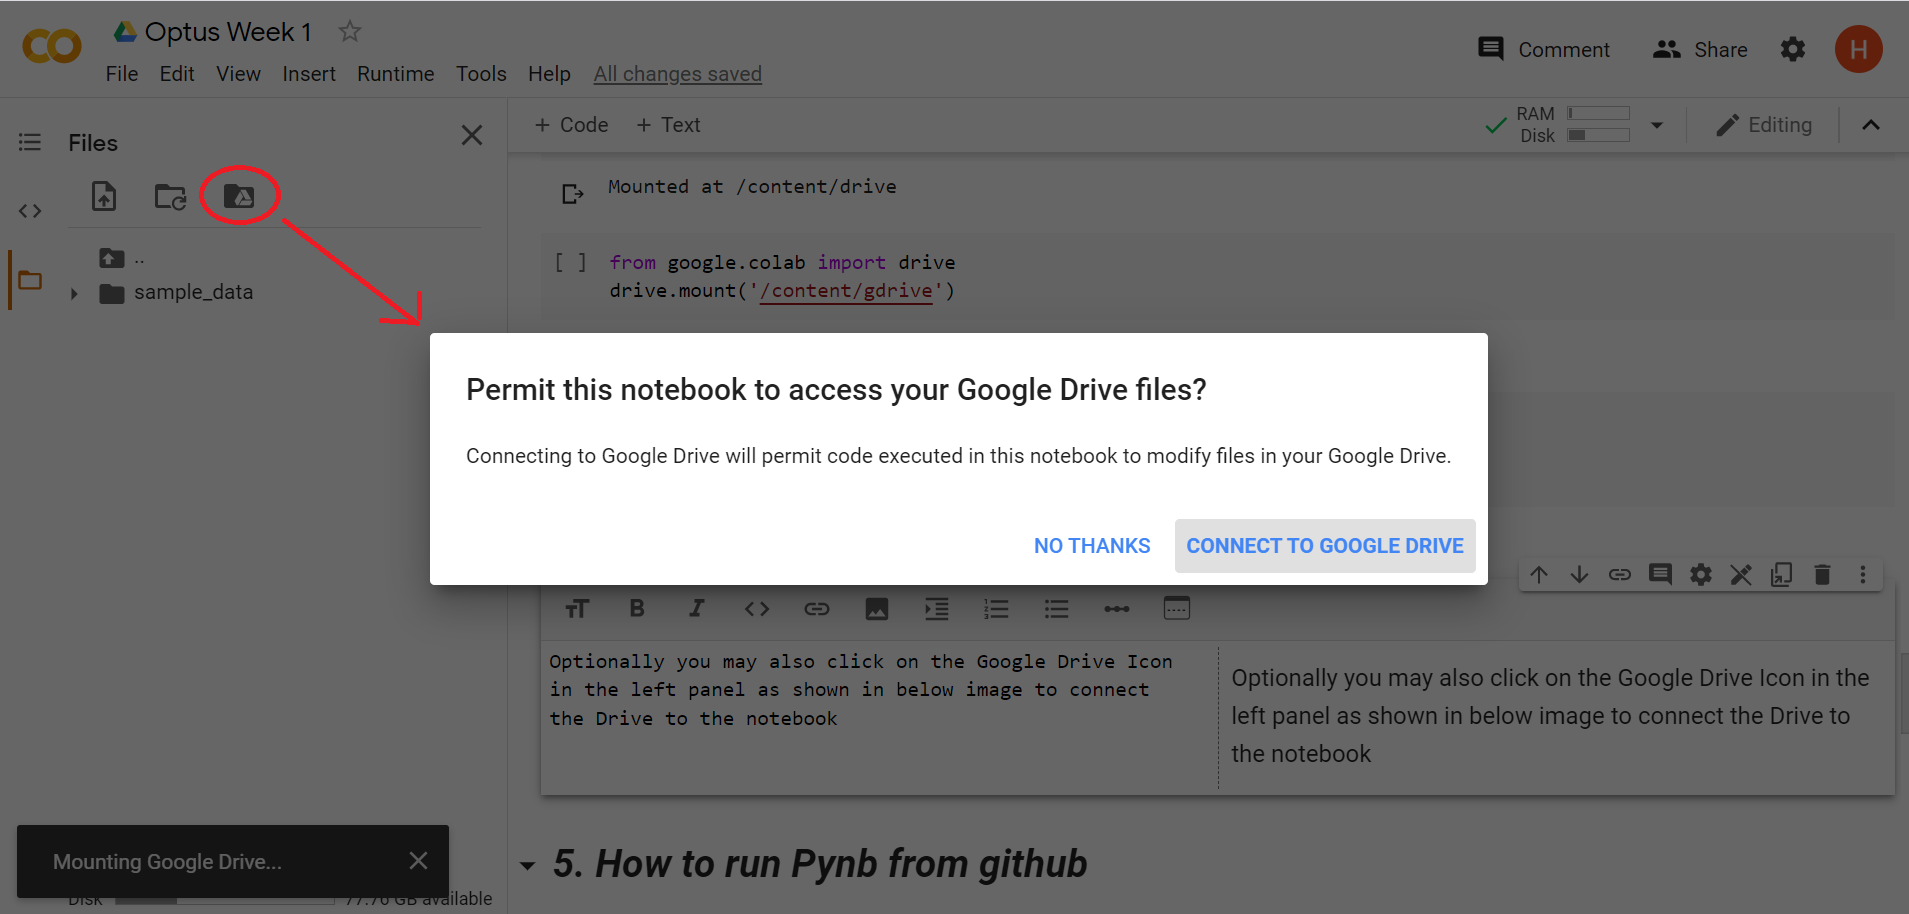 Optus Week 1
File Edit View Insert Runtime Tools Help All changes saved
Comment Share H
Files
+ Code + Text
RAM
Disk
Editing
..
sample_data
Mounted at /content/drive
[ ] from google.colab import drive
drive.mount('/content/gdrive')
Permit this notebook to access your Google Drive files?
Connecting to Google Drive will permit code executed in this notebook to modify files in your Google Drive.
NO THANKS CONNECT TO GOOGLE DRIVE
Optionally you may also click on the Google Drive Icon
in the left panel as shown in below image to connect
the Drive to the notebook
Optionally you may also click on the Google Drive Icon in the
left panel as shown in below image to connect the Drive to
the notebook
5. How to run Pynb from github
Mounting Google Drive...
Disk 77.76 GB available